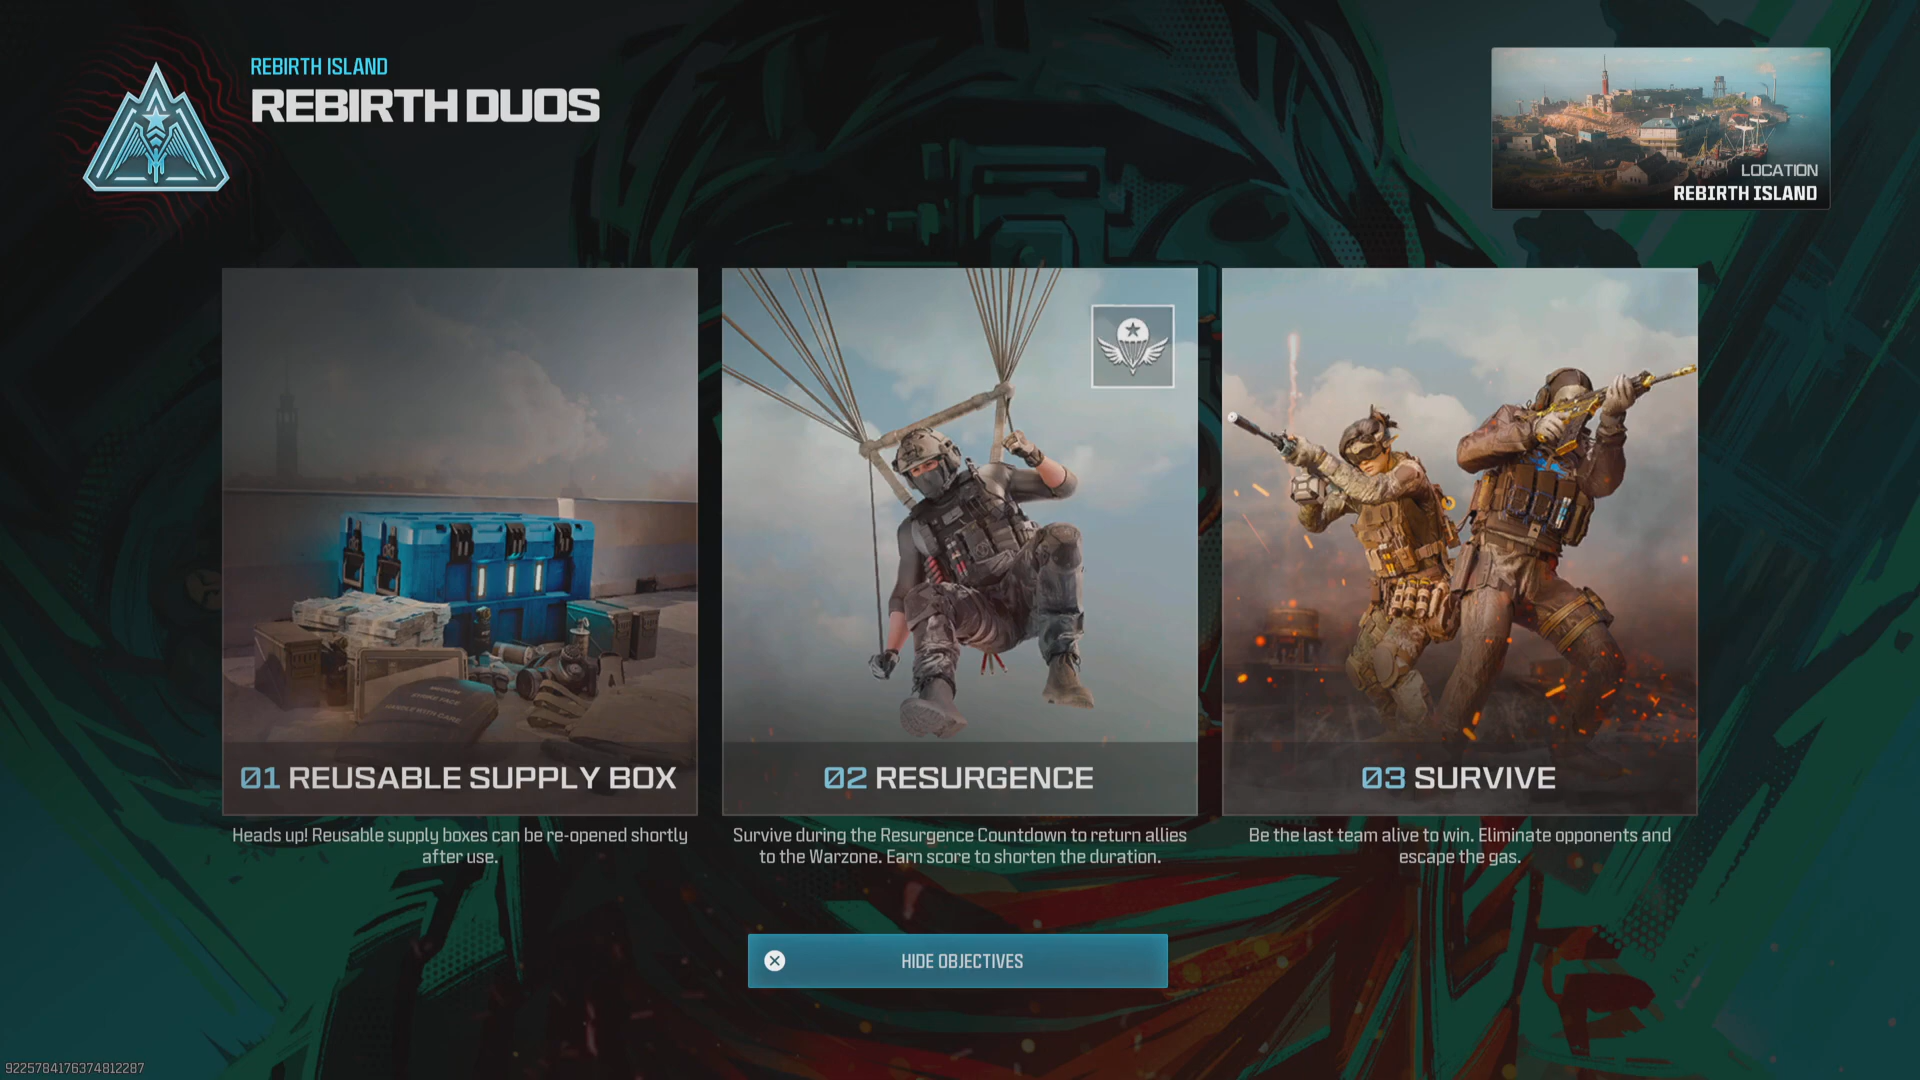 REBIRTH ISLAND
REBIRTH DUOS
LOCATION
REBIRTH ISLAND
01 REUSABLE SUPPLY BOX
Heads up! Reusable supply boxes can be re-opened shortly
after use.
02 RESURGENCE
Survive during the Resurgence Countdown to return allies
to the Warzone. Earn score to shorten the duration.
03 SURVIVE
Be the last team alive to win. Eliminate opponents and
escape the gas.
HIDE OBJECTIVES
9225784176374812287